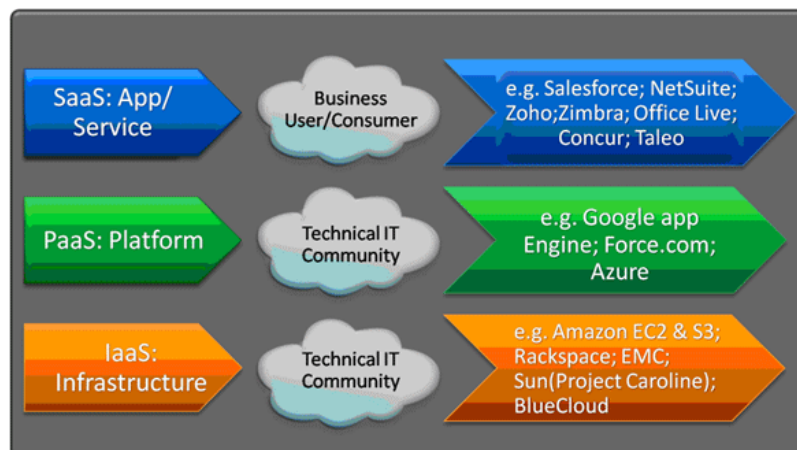 SaaS: App/
Service
Business
User/Consumer
e.g. Salesforce; NetSuite;
Zoho;Zimbra; Office Live;
Concur; Taleo
PaaS: Platform
Technical IT
Community
e.g. Google app
Engine; Force.com;
Azure
IaaS:
Infrastructure
Technical IT
Community
e.g. Amazon EC2 & S3;
Rackspace; EMC;
Sun(Project Caroline);
BlueCloud